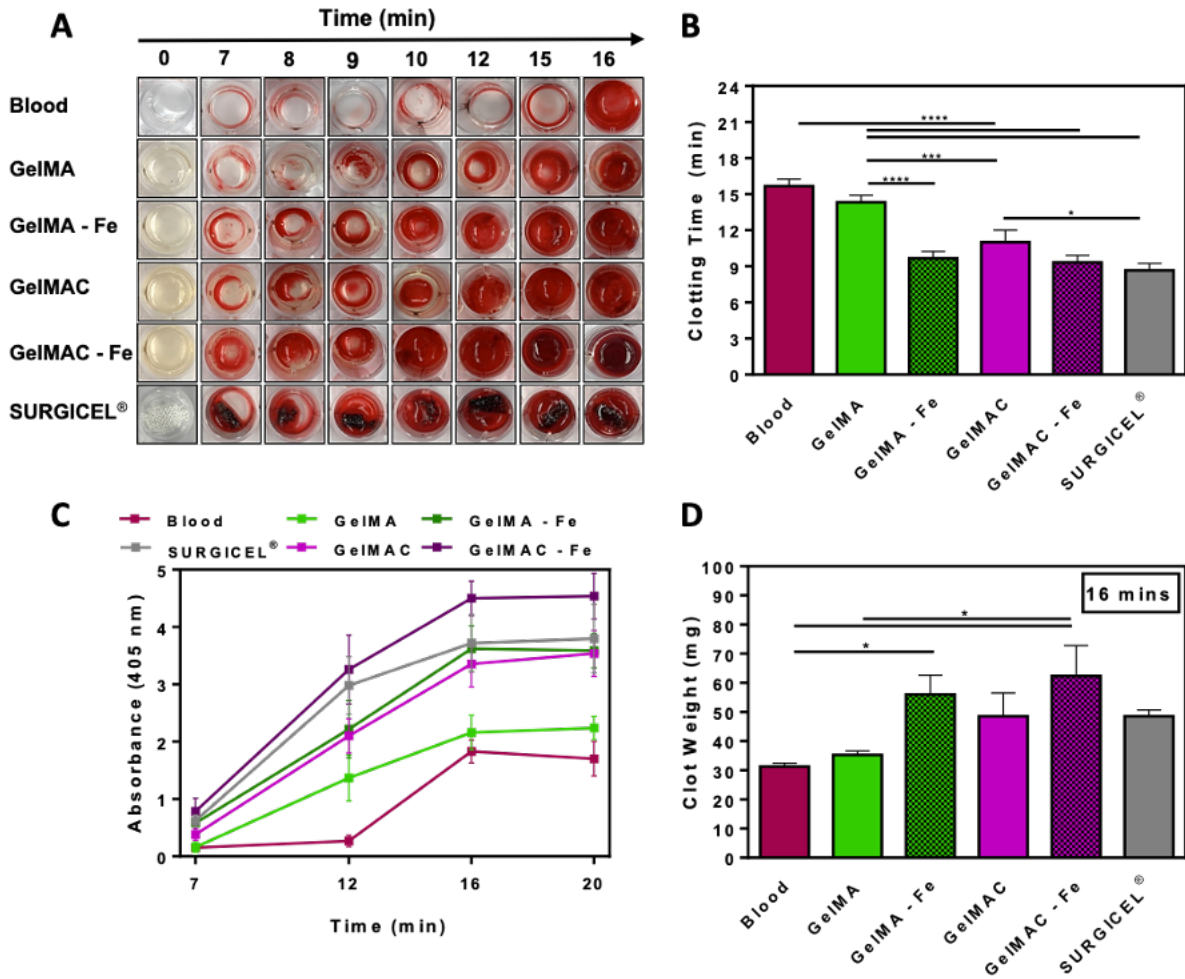 A
Time (min)
0 7 8 9 10 12 15 16
Blood
GelMA
GelMA - Fe
GelMAC
GelMAC - Fe
SURGICEL®
B
Clotting Time (min)
24
21
18
15
12
9
6
3
0
****
***
****
*
Blood
GelMA
GelMA - Fe
GelMAC
GelMAC - Fe
SURGICEL®
C
Blood GelMA GelMA - Fe
SURGICEL® GelMAC GelMAC - Fe
Absorbance (405 nm)
5
4
3
2
1
0
7 12 16 20
Time (min)
D
16 mins
Clot Weight (mg)
100
90
80
70
60
50
40
30
20
10
0
*
*
Blood
GelMA
GelMA - Fe
GelMAC
GelMAC - Fe
SURGICEL®